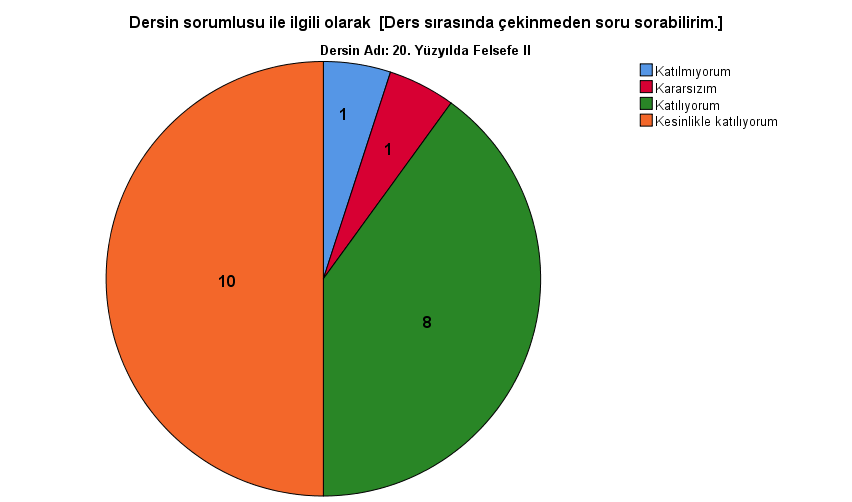 Dersin sorumlusu ile ilgili olarak [Ders sırasında çekinmeden soru sorabilirim.]
Dersin Adı: 20. Yüzyılda Felsefe II
Katılmıyorum
Kararsızım
Katılıyorum
Kesinlikle katılıyorum
1
1
10
8